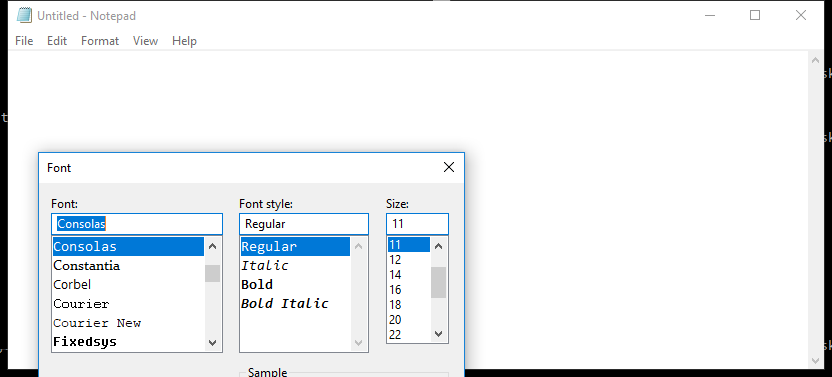 Untitled - Notepad
File Edit Format View Help
Font
Font: Font style: Size:
Consolas Regular 11
Consolas Regular 11
Constantia Italic 12
Corbel Bold 14
Courier Bold Italic 16
Courier New 18
Fixedsys 20
22
Sample